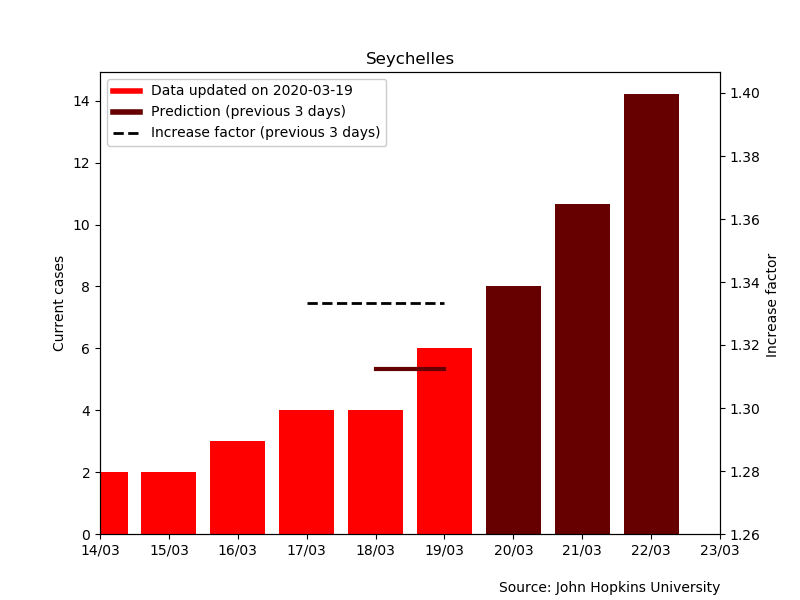 Seychelles
Data updated on 2020-03-19
Prediction (previous 3 days)
Increase factor (previous 3 days)
Current cases
14
12
10
8
6
4
2
0
1.40
1.38
1.36
1.34
1.32
1.30
1.28
1.26
Increase factor
14/03 15/03 16/03 17/03 18/03 19/03 20/03 21/03 22/03 23/03
Source: John Hopkins University